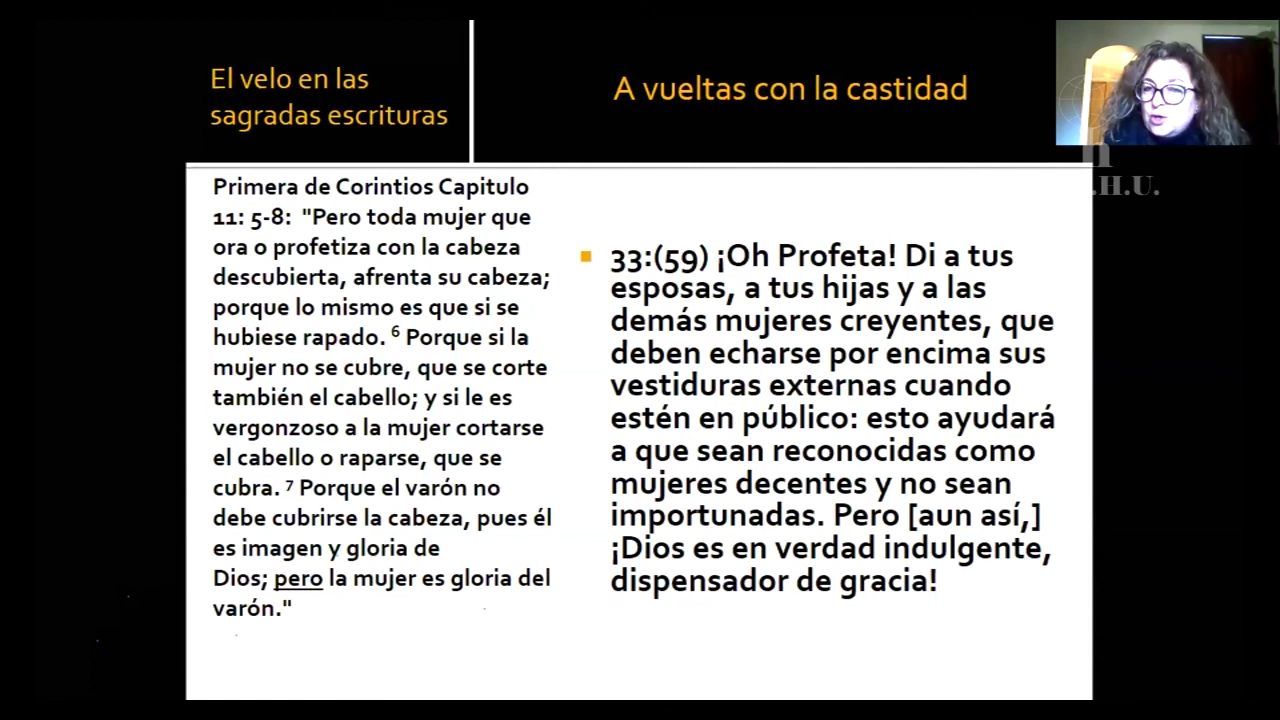 El velo en las
sagradas escrituras
A vueltas con la castidad
Primera de Corintios Capitulo
11: 5-8: "Pero toda mujer que
ora o profetiza con la cabeza
descubierta, afrenta su cabeza;
porque lo mismo es que si se
hubiese rapado. ⁶ Porque si la
mujer no se cubre, que se corte
también el cabello; y si le es
vergonzoso a la mujer cortarse
el cabello o raparse, que se
cubra. ⁷ Porque el varón no
debe cubrirse la cabeza, pues él
es imagen y gloria de
Dios; pero la mujer es gloria del
varón."
33:(59) ¡Oh Profeta! Di a tus
esposas, a tus hijas y a las
demás mujeres creyentes, que
deben echarse por encima sus
vestiduras externas cuando
estén en público: esto ayudará
a que sean reconocidas como
mujeres decentes y no sean
importunadas. Pero [aun así,]
¡Dios es en verdad indulgente,
dispensador de gracia!
.H.U.